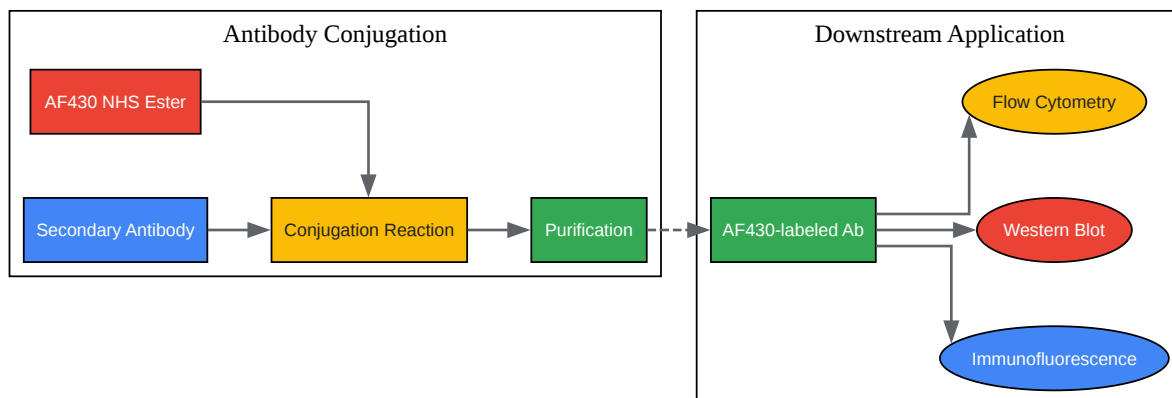 Antibody Conjugation
AF430 NHS Ester
Secondary Antibody
Conjugation Reaction
Purification
Downstream Application
AF430-labeled Ab
Flow Cytometry
Western Blot
Immunofluorescence